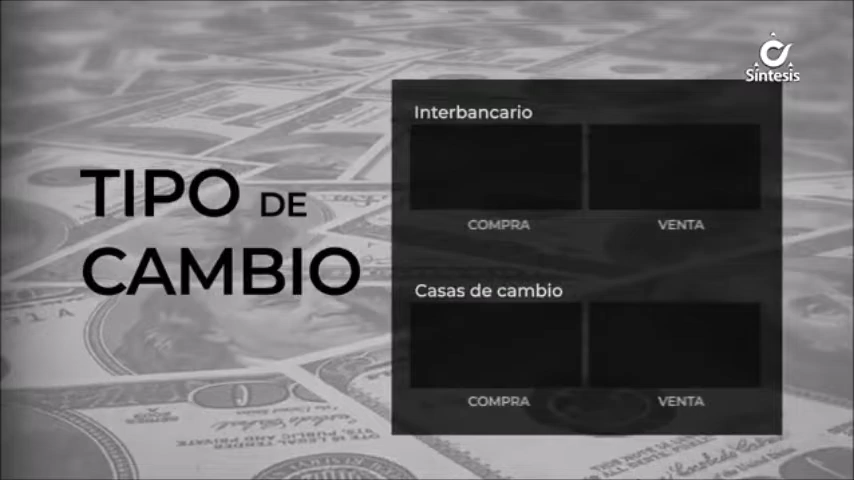 Síntesis
TIPO DE
CAMBIO
Interbancario
COMPRA VENTA
Casas de cambio
COMPRA VENTA